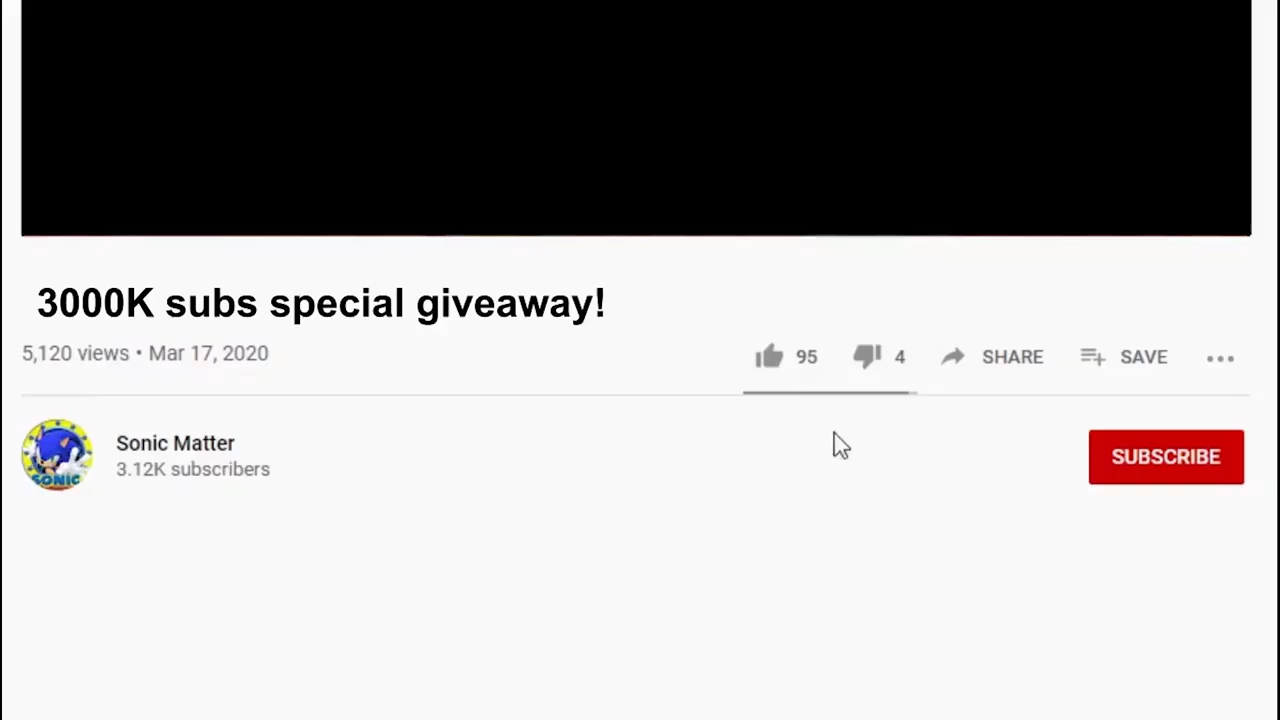 3000K subs special giveaway!
5,120 views • Mar 17, 2020
95 4 SHARE SAVE
Sonic Matter
3.12K subscribers
SUBSCRIBE
SONIC